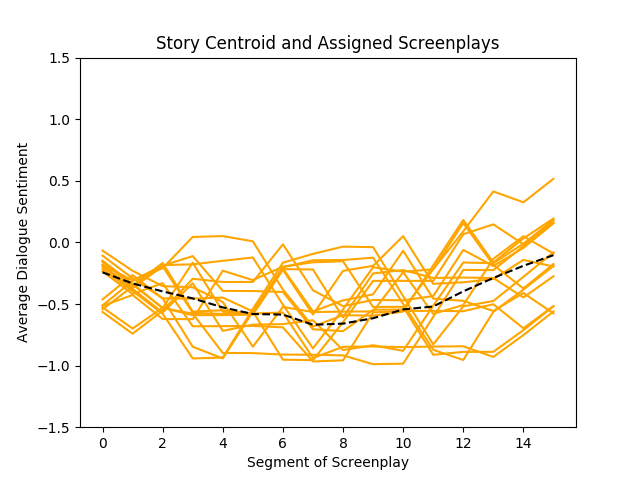 Story Centroid and Assigned Screenplays
1.5
1.0
0.5
0.0
−0.5
−1.0
−1.5
Average Dialogue Sentiment
0 2 4 6 8 10 12 14
Segment of Screenplay